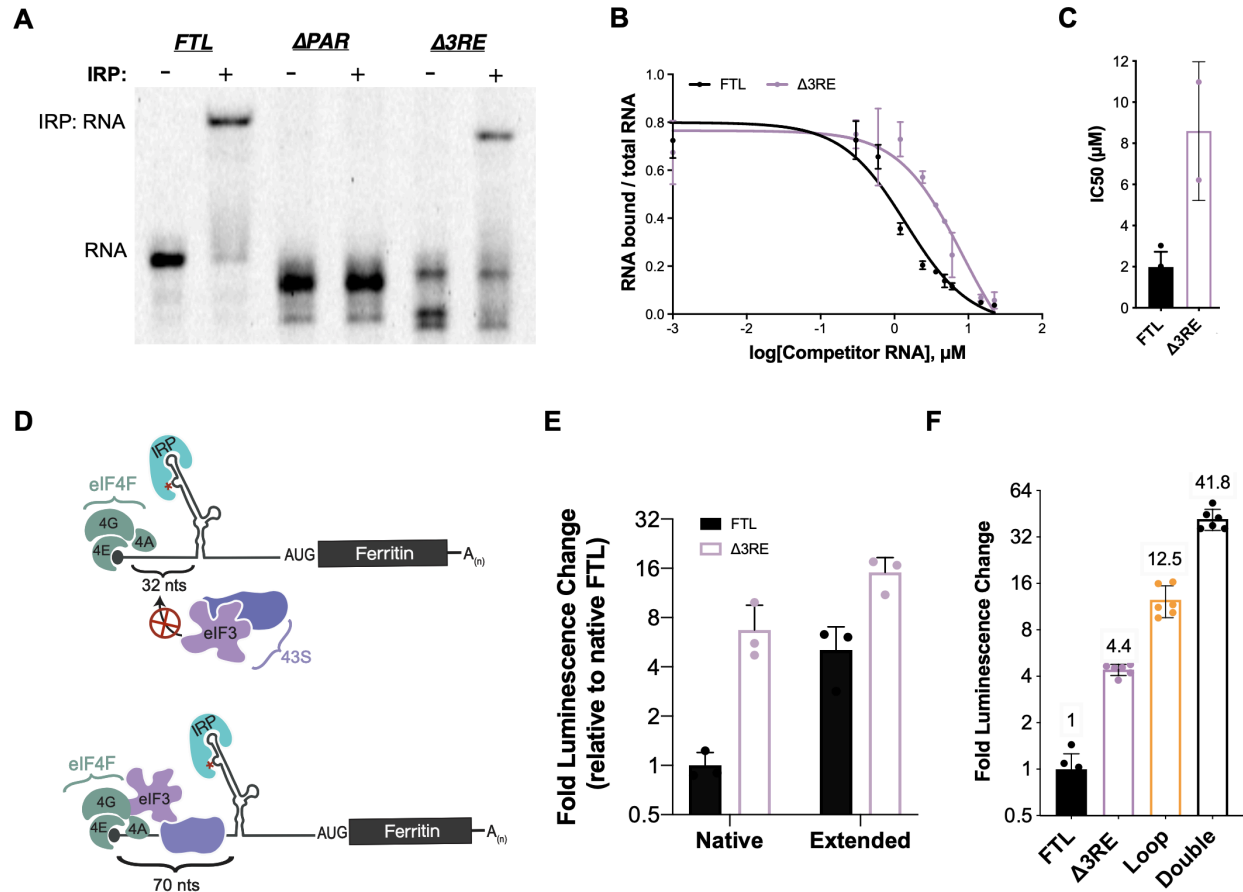 A
FTL ΔPAR Δ3RE
IRP: - + - + - +
IRP: RNA
RNA
B
FTL Δ3RE
RNA bound / total RNA
1.0
0.8
0.6
0.4
0.2
0.0
-3 -2 -1 0 1 2
log[Competitor RNA], µM
C
IC50 (µM)
12
10
8
6
4
2
0
FTL
Δ3RE
D
IRP
*
eIF4F
4G
4A
4E
AUG
Ferritin
A(n)
32 nts
eIF3
43S
IRP
*
eIF4F
4G
eIF3
4E
4A
AUG
Ferritin
A(n)
70 nts
E
Fold Luminescence Change
(relative to native FTL)
FTL
Δ3RE
32
16
8
4
2
1
0.5
Native Extended
F
Fold Luminescence Change
64
32
16
8
4
2
1
0.5
1
4.4
12.5
41.8
FTL
Δ3RE
Loop
Double